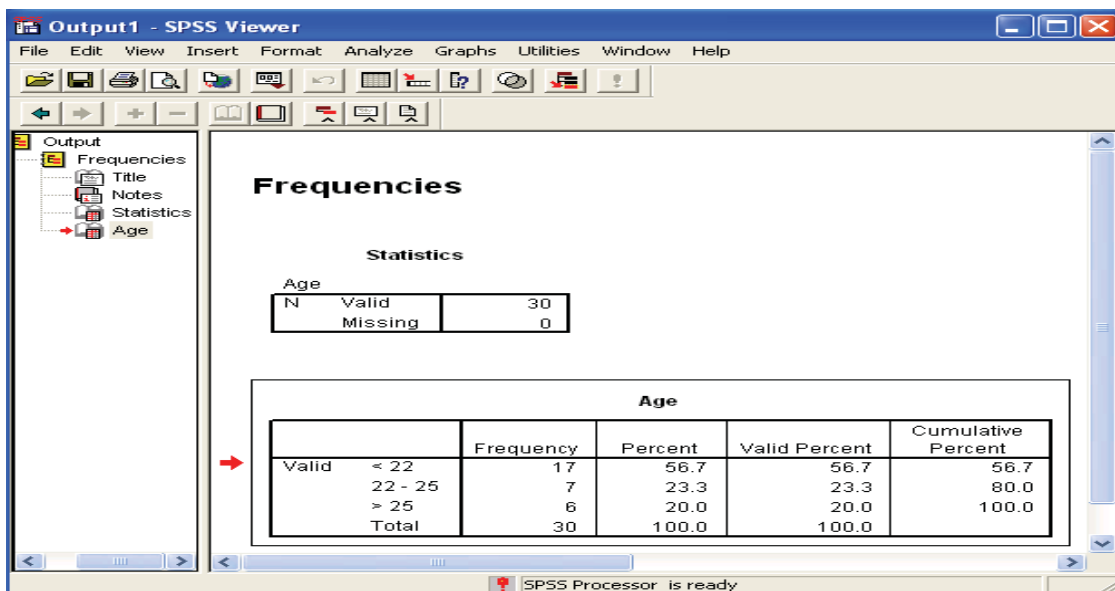 Output1 - SPSS Viewer
File Edit View Insert Format Analyze Graphs Utilities Window Help
Output
Frequencies
Title
Notes
Statistics
Age
Frequencies
Statistics
Age
N Valid 30
Missing 0
Age
Frequency Percent Valid Percent Cumulative Percent
Valid < 22 17 56.7 56.7 56.7
22 - 25 7 23.3 23.3 80.0
> 25 6 20.0 20.0 100.0
Total 30 100.0 100.0
SPSS Processor is ready